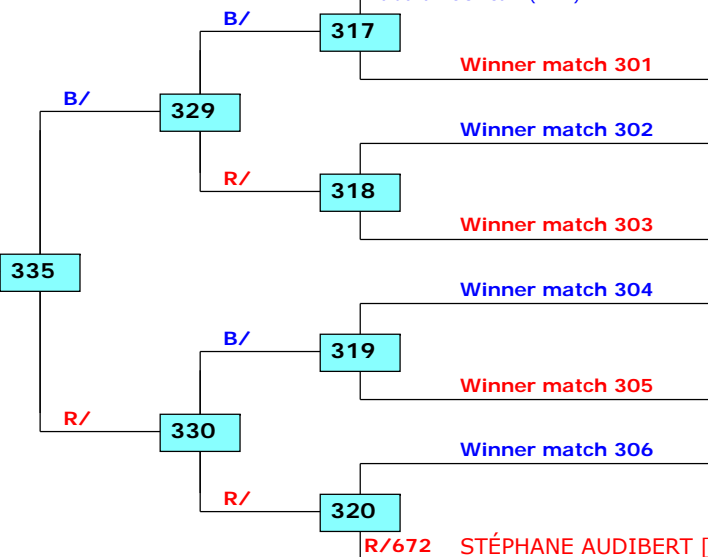 B/
317
Winner match 301
B/
329
Winner match 302
R/
318
Winner match 303
335
Winner match 304
B/
319
Winner match 305
R/
330
Winner match 306
R/
320
R/672 STÉPHANE AUDIBERT [